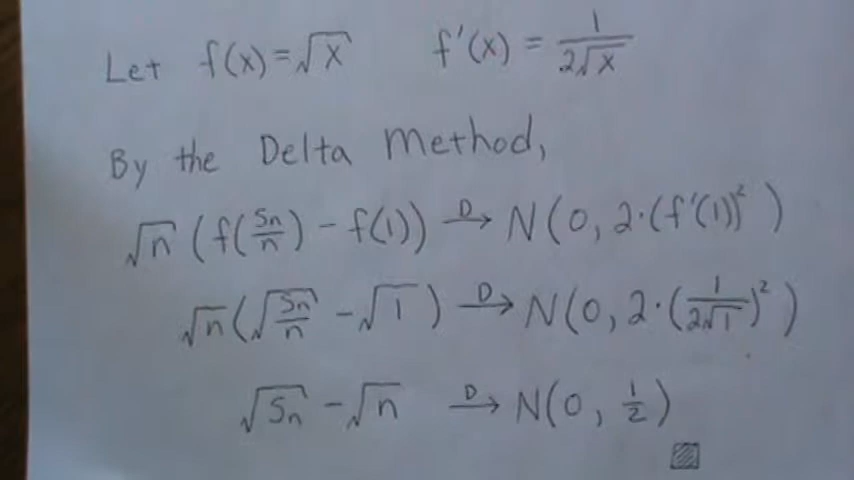 Let f(x) = √x f'(x) = 1/(2√x)
By the Delta Method,
√n (f(Sn/n) - f(1)) →D N(0, 2·(f'(1))² )
√n (√(Sn/n) - √1 ) →D N(0, 2·(1/(2√1))² )
√Sn - √n →D N(0, 1/2)